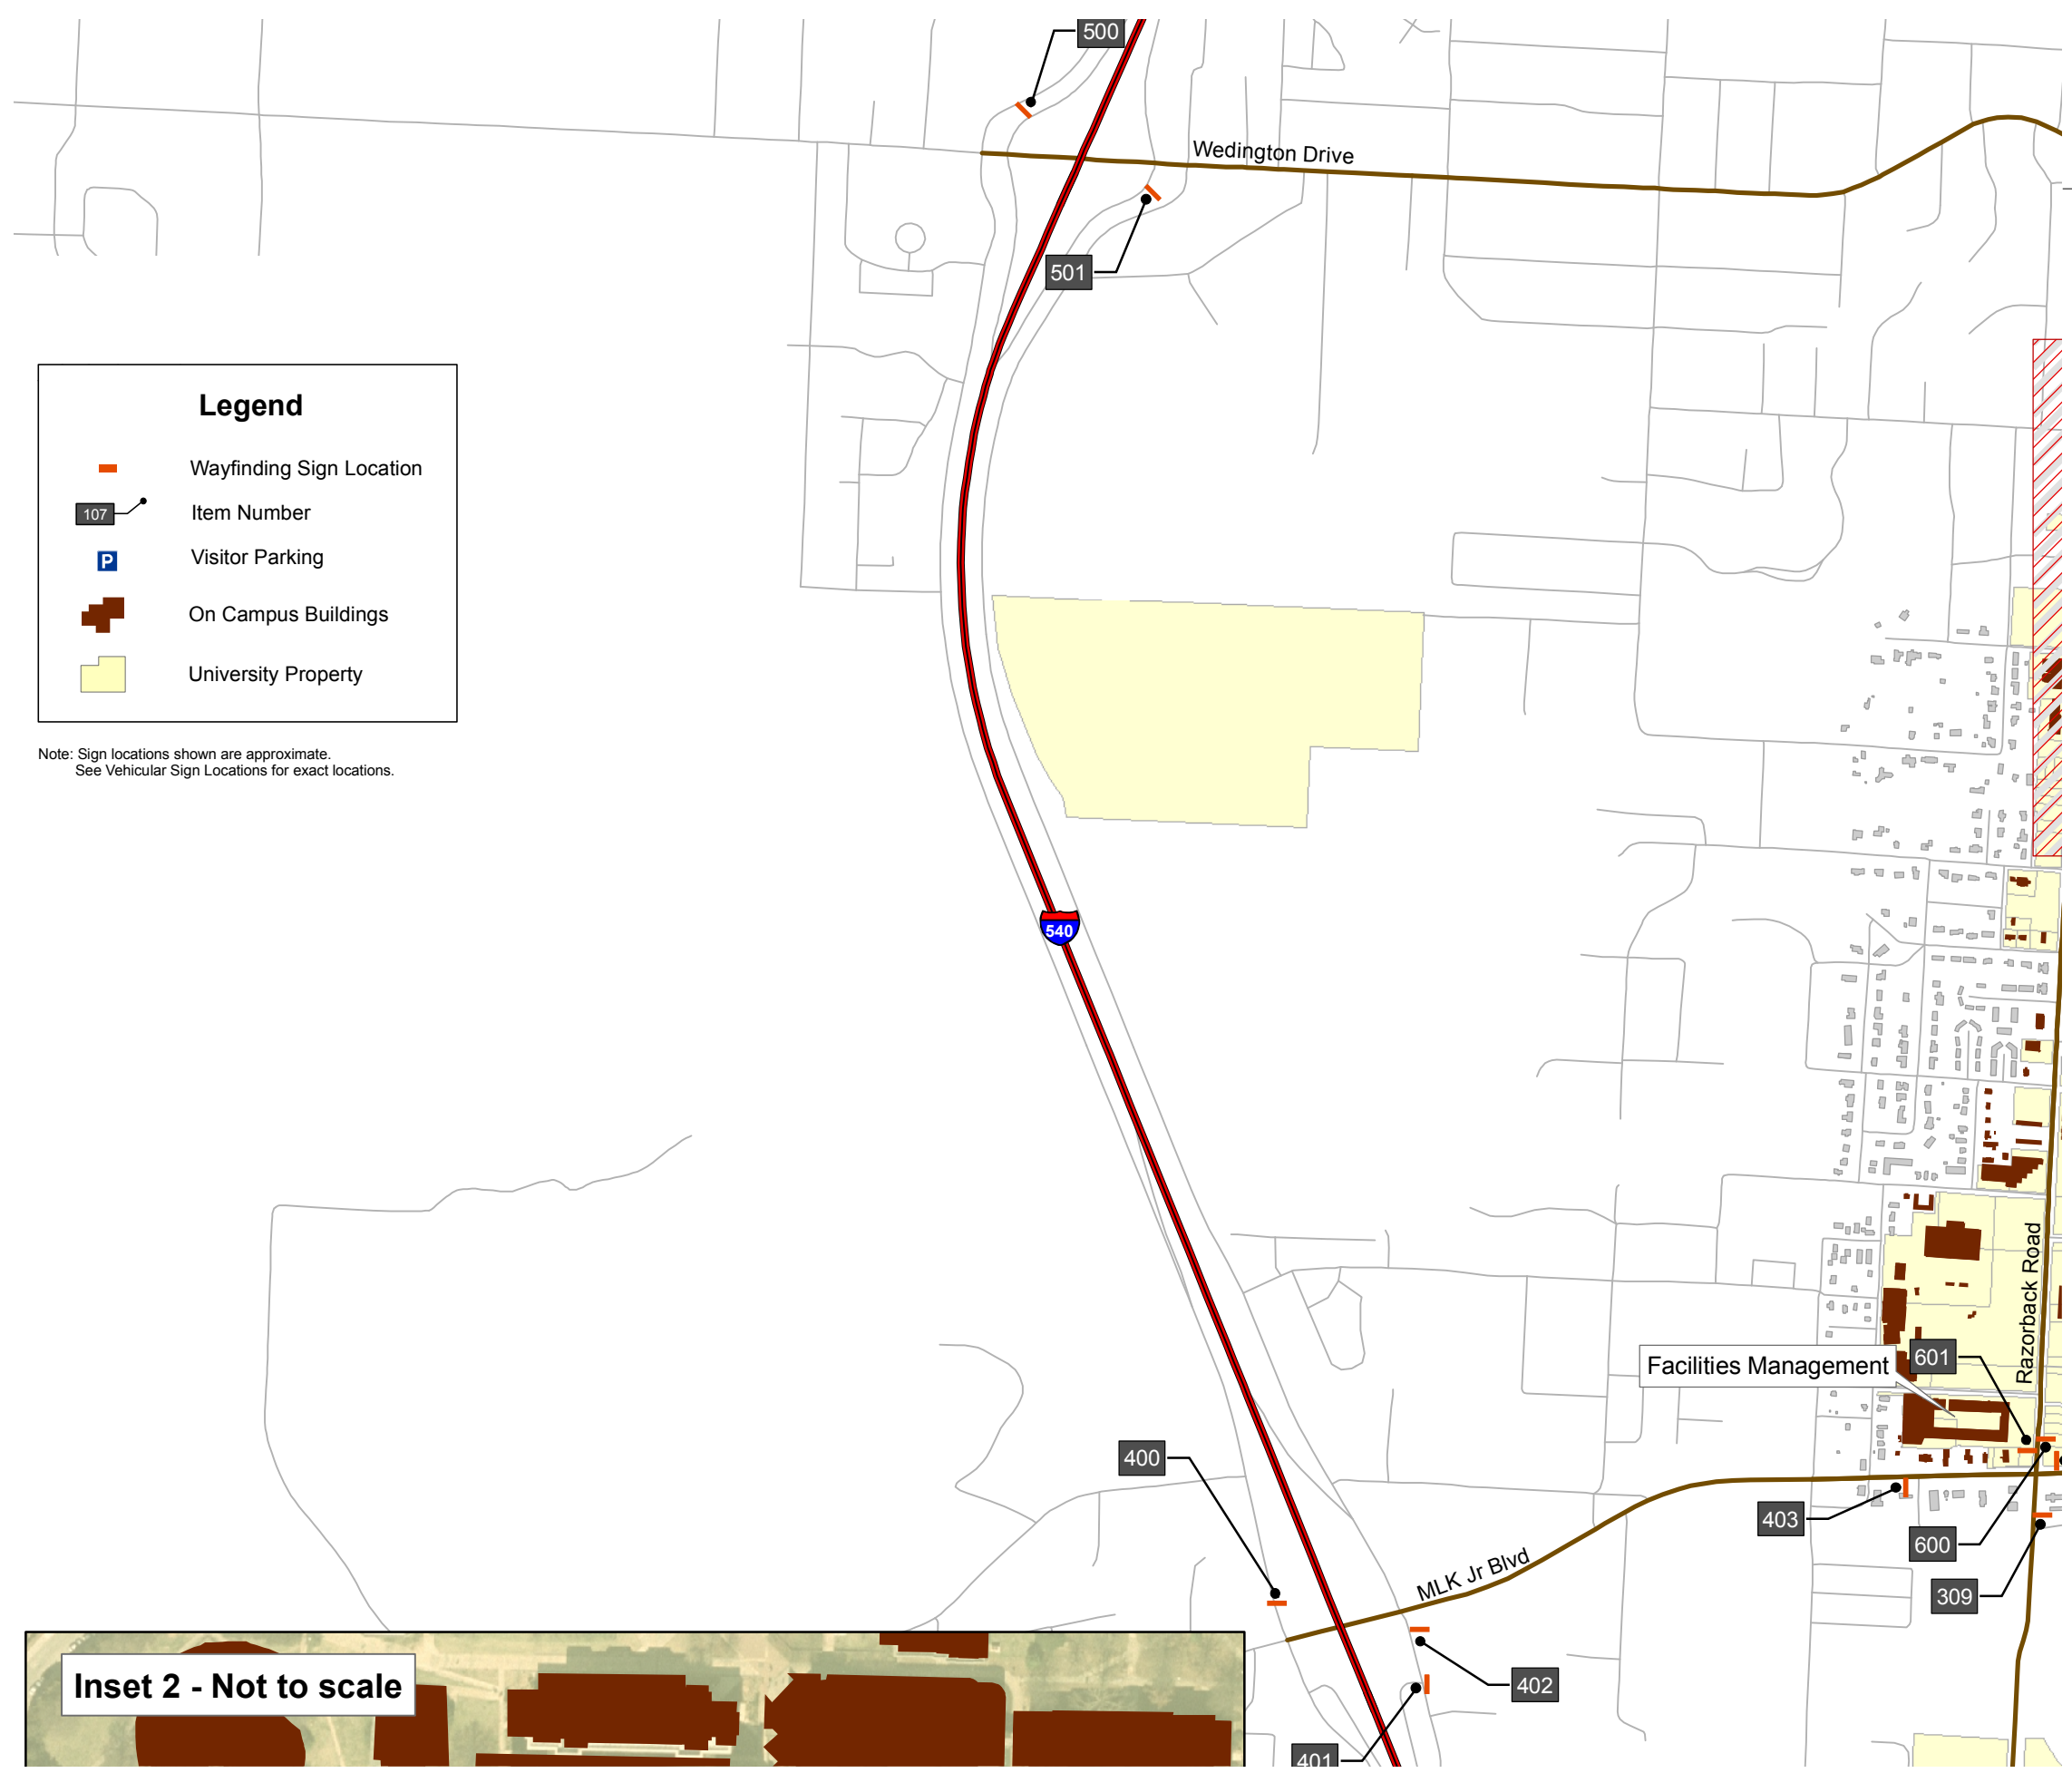 500
Wedington Drive
501
Legend
Wayfinding Sign Location
107 Item Number
P Visitor Parking
On Campus Buildings
University Property
Note: Sign locations shown are approximate.
See Vehicular Sign Locations for exact locations.
540
Razorback Road
601
Facilities Management
400
403
600
MLK Jr Blvd
309
Inset 2 - Not to scale
402
401